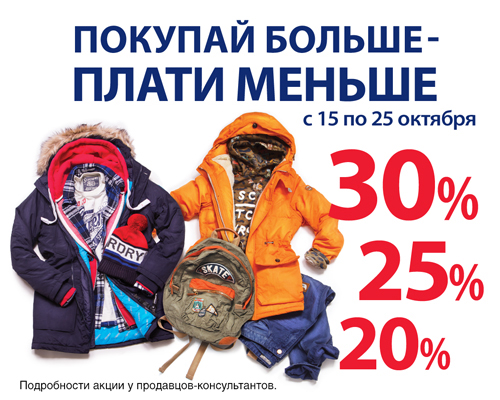 ПОКУПАЙ БОЛЬШЕ-
ПЛАТИ МЕНЬШЕ
с 15 по 25 октября
30%
25%
20%
SKATE
RDRY
Подробности акции у продавцов-консультантов.